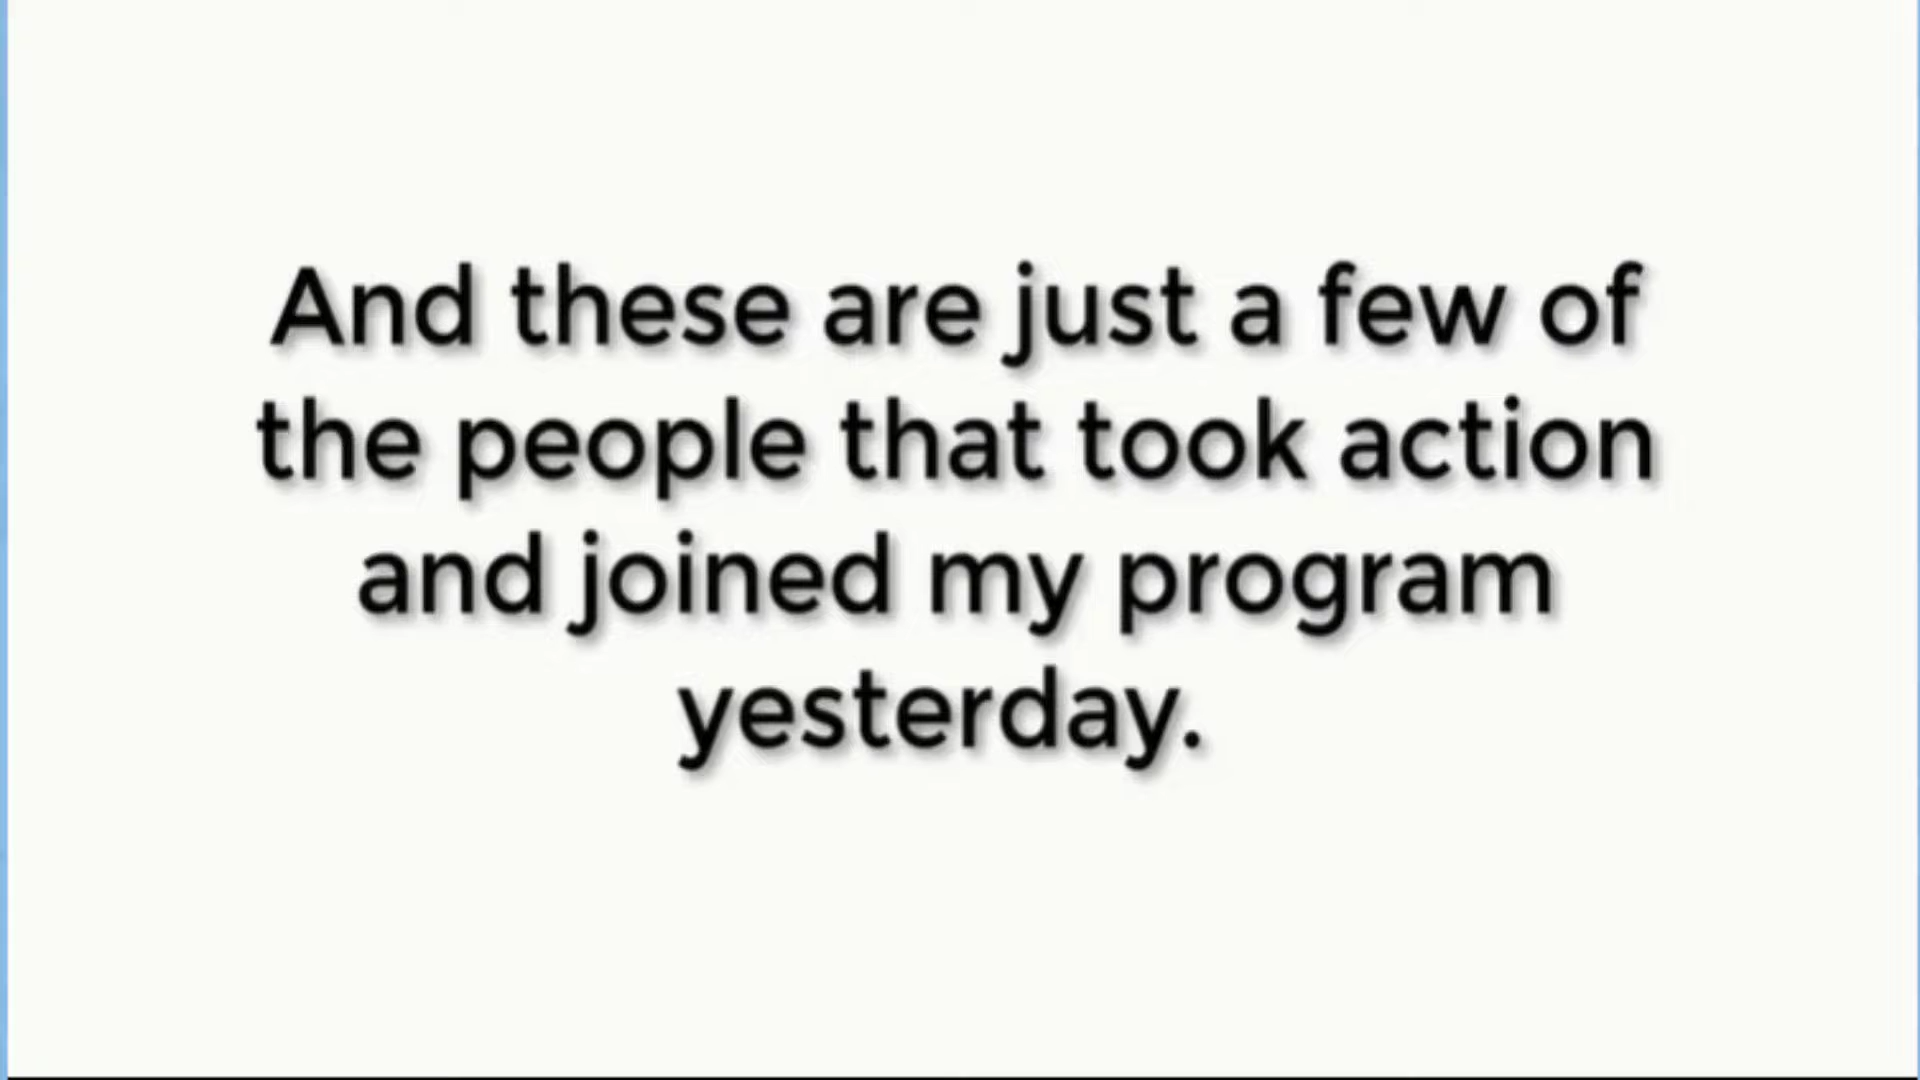 And these are just a few of
the people that took action
and joined my program
yesterday.